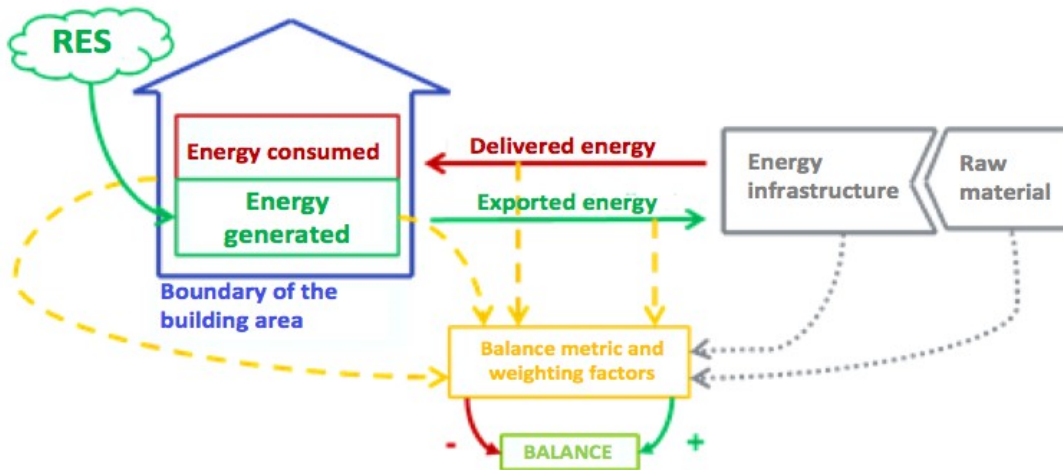 RES
Energy consumed
Energy
generated
Boundary of the
building area
Delivered energy
Exported energy
Energy
infrastructure
Raw
material
Balance metric and
weighting factors
-
BALANCE
+